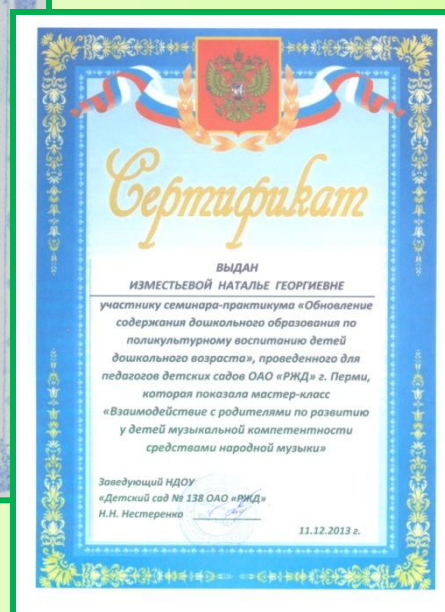 Сертификат
ВЫДАН
ИЗМЕСТЬЕВОЙ НАТАЛЬЕ ГЕОРГИЕВНЕ
участнику семинара-практикума «Обновление
содержания дошкольного образования по
поликультурному воспитанию детей
дошкольного возраста», проведенного для
педагогов детских садов ОАО «РЖД» г. Перми,
которая показала мастер-класс
«Взаимодействие с родителями по развитию
у детей музыкальной компетентности
средствами народной музыки»
Заведующий НДОУ
«Детский сад № 138 ОАО «РЖД»
Н.Н. Нестеренко
11.12.2013 г.